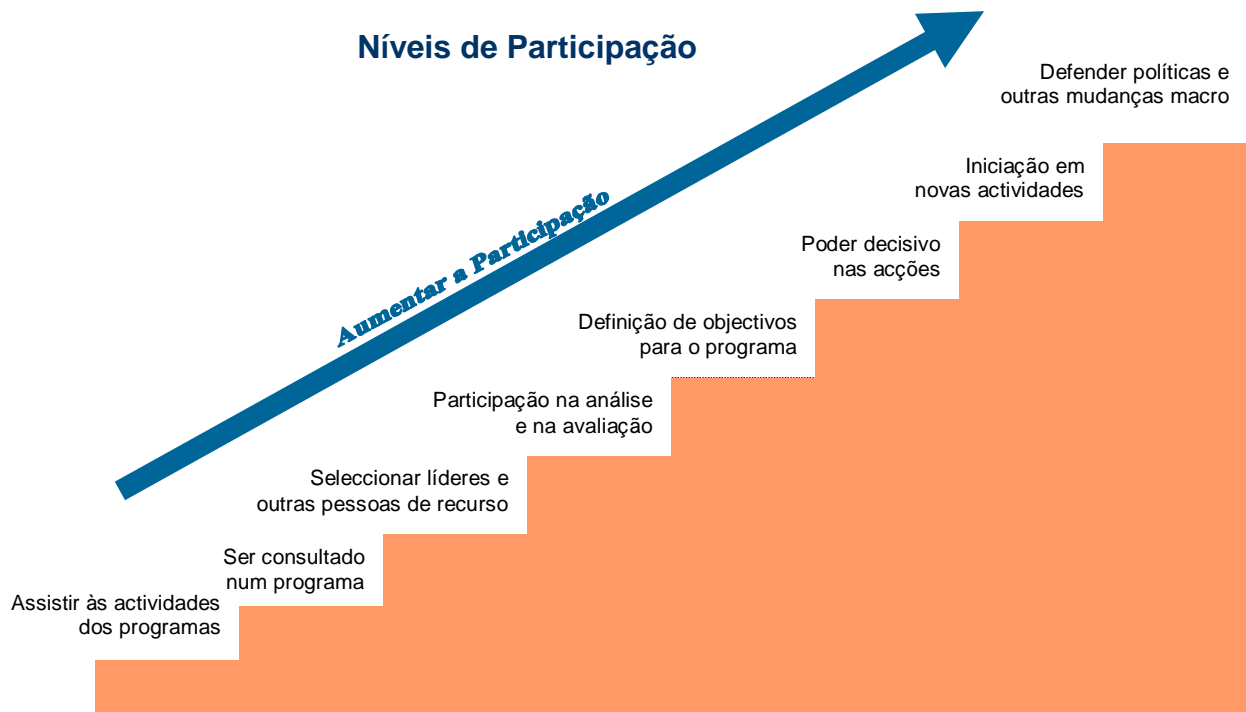 Níveis de Participação
Defender políticas e
outras mudanças macro
Iniciação em
novas actividades
Poder decisivo
nas acções
Aumentar a Participação
Definição de objectivos
para o programa
Participação na análise
e na avaliação
Seleccionar líderes e
outras pessoas de recurso
Ser consultado
num programa
Assistir às actividades
dos programas